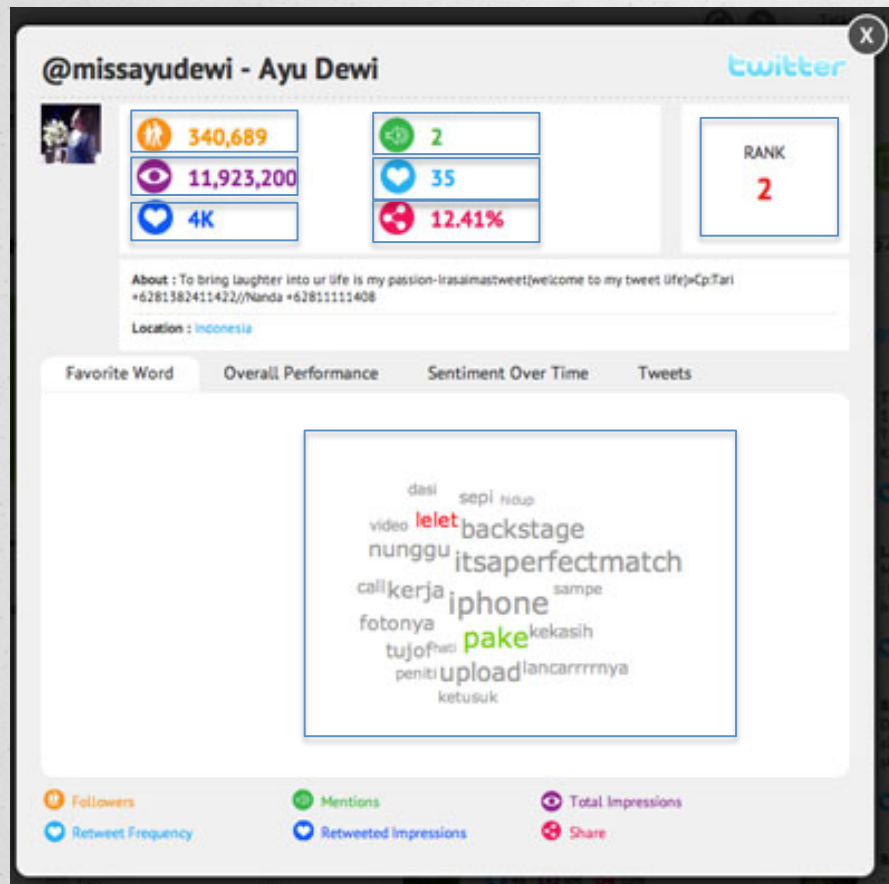 X
@missayudewi - Ayu Dewi
twitter
340,689
2
11,923,200
35
4K
12.41%
RANK
2
About : To bring laughter into ur life is my passion-Irasaimastweet(welcome to my tweet life)»Cp:Tari
+6281382411422//Nanda +62811111408
Location : Indonesia
Favorite Word Overall Performance Sentiment Over Time Tweets
dasi
sepi hidup
video lelet backstage
nunggu itsaperfectmatch
call kerja iphone sampe
fotonya pake kekasih
tujof hati
peniti upload lancarrrrnya
ketusuk
Followers Mentions Total Impressions
Retweet Frequency Retweeted Impressions Share